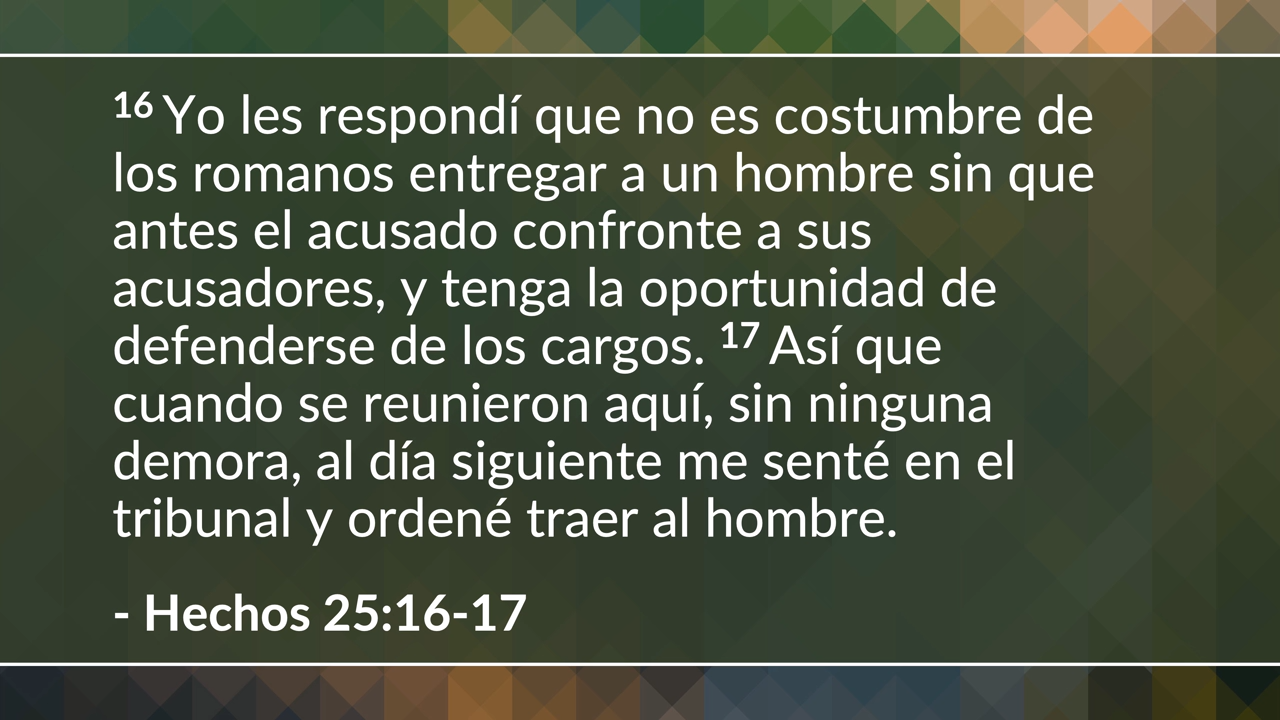 16 Yo les respondí que no es costumbre de
los romanos entregar a un hombre sin que
antes el acusado confronte a sus
acusadores, y tenga la oportunidad de
defenderse de los cargos. 17 Así que
cuando se reunieron aquí, sin ninguna
demora, al día siguiente me senté en el
tribunal y ordené traer al hombre.
- Hechos 25:16-17